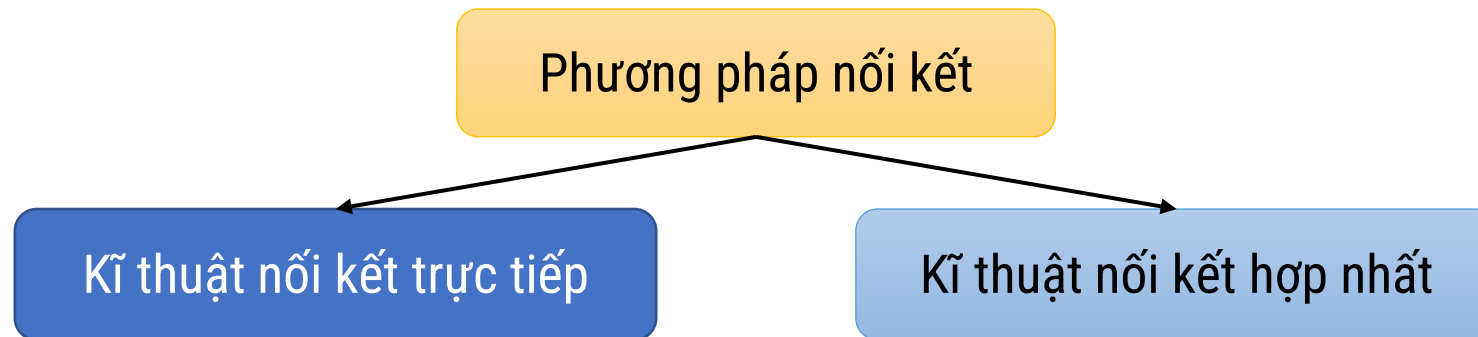 Phương pháp nối kết
Kĩ thuật nối kết trực tiếp
Kĩ thuật nối kết hợp nhất